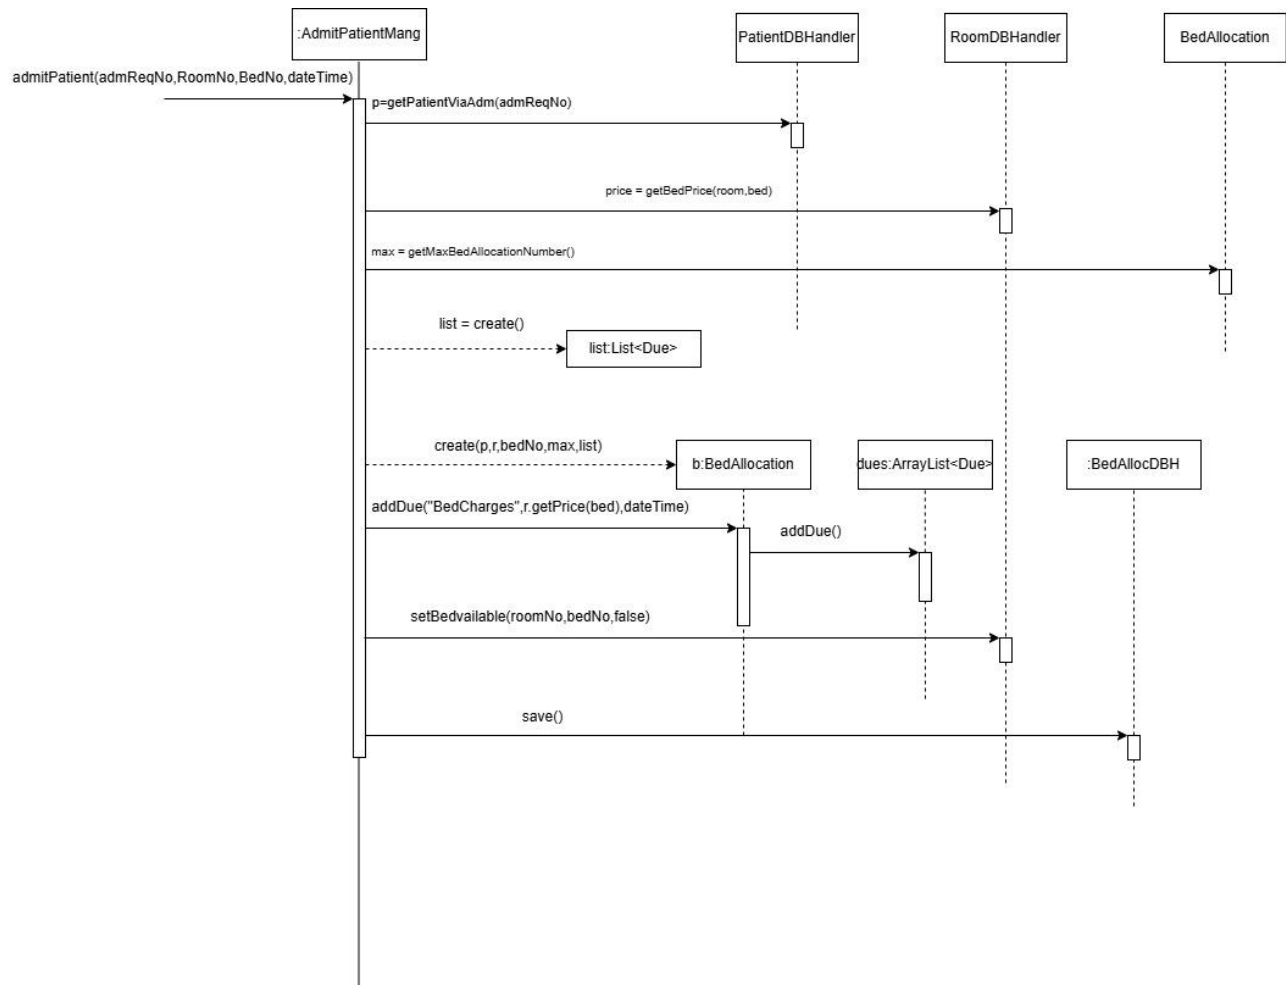 :AdmitPatientMang
PatientDBHandler
RoomDBHandler
BedAllocation
admitPatient(admReqNo,RoomNo,BedNo,dateTime)
p=getPatientViaAdm(admReqNo)
price = getBedPrice(room,bed)
max = getMaxBedAllocationNumber()
list = create()
list:List<Due>
create(p,r,bedNo,max,list)
b:BedAllocation
dues:ArrayList<Due>
:BedAllocDBH
addDue("BedCharges",r.getPrice(bed),dateTime)
addDue()
setBedvailable(roomNo,bedNo,false)
save()